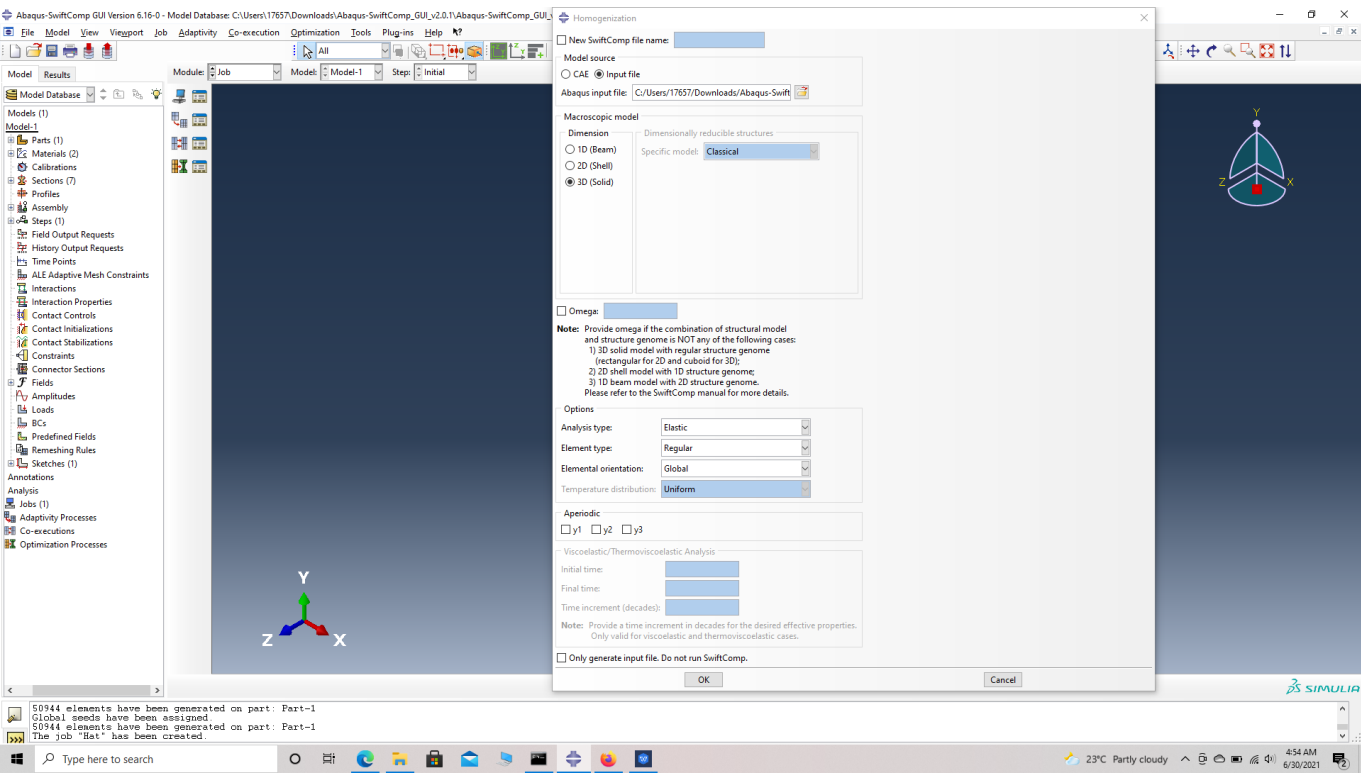 Abaqus-SwiftComp GUI Version 6.16-0 - Model Database: C:\Users\17657\Downloads\Abaqus-SwiftComp_GUI_v2.0.1\Abaqus-SwiftComp_GUI_v
File Model View Viewport Job Adaptivity Co-execution Optimization Tools Plug-ins Help
All
Model Results
Module: Job Model: Model-1 Step: Initial
Model Database
Models (1)
Model-1
Parts (1)
Materials (2)
Calibrations
Sections (7)
Profiles
Assembly
Steps (1)
Field Output Requests
History Output Requests
Time Points
ALE Adaptive Mesh Constraints
Interactions
Interaction Properties
Contact Controls
Contact Initializations
Contact Stabilizations
Constraints
Connector Sections
Fields
Amplitudes
Loads
BCs
Predefined Fields
Remeshing Rules
Sketches (1)
Annotations
Analysis
Jobs (1)
Adaptivity Processes
Co-executions
Optimization Processes
Y
Z X
Homogenization
New SwiftComp file name:
Model source
CAE Input file
Abaqus input file: C:/Users/17657/Downloads/Abaqus-Swift
Macroscopic model
Dimension
1D (Beam)
2D (Shell)
3D (Solid)
Dimensionally reducible structures
Specific model: Classical
Omega:
Note: Provide omega if the combination of structural model
and structure genome is NOT any of the following cases:
1) 3D solid model with regular structure genome
(rectangular for 2D and cuboid for 3D);
2) 2D shell model with 1D structure genome;
3) 1D beam model with 2D structure genome.
Please refer to the SwiftComp manual for more details.
Options
Analysis type: Elastic
Element type: Regular
Elemental orientation: Global
Temperature distribution: Uniform
Aperiodic
y1 y2 y3
Viscoelastic/Thermoviscoelastic Analysis
Initial time:
Final time:
Time increment (decades):
Note: Provide a time increment in decades for the desired effective properties.
Only valid for viscoelastic and thermoviscoelastic cases.
Only generate input file. Do not run SwiftComp.
OK Cancel
Y
Z X
SIMULIA
50944 elements have been generated on part: Part-1
Global seeds have been assigned.
50944 elements have been generated on part: Part-1
The job "Hat" has been created.
Type here to search
23°C Partly cloudy
4:54 AM
6/30/2021
2